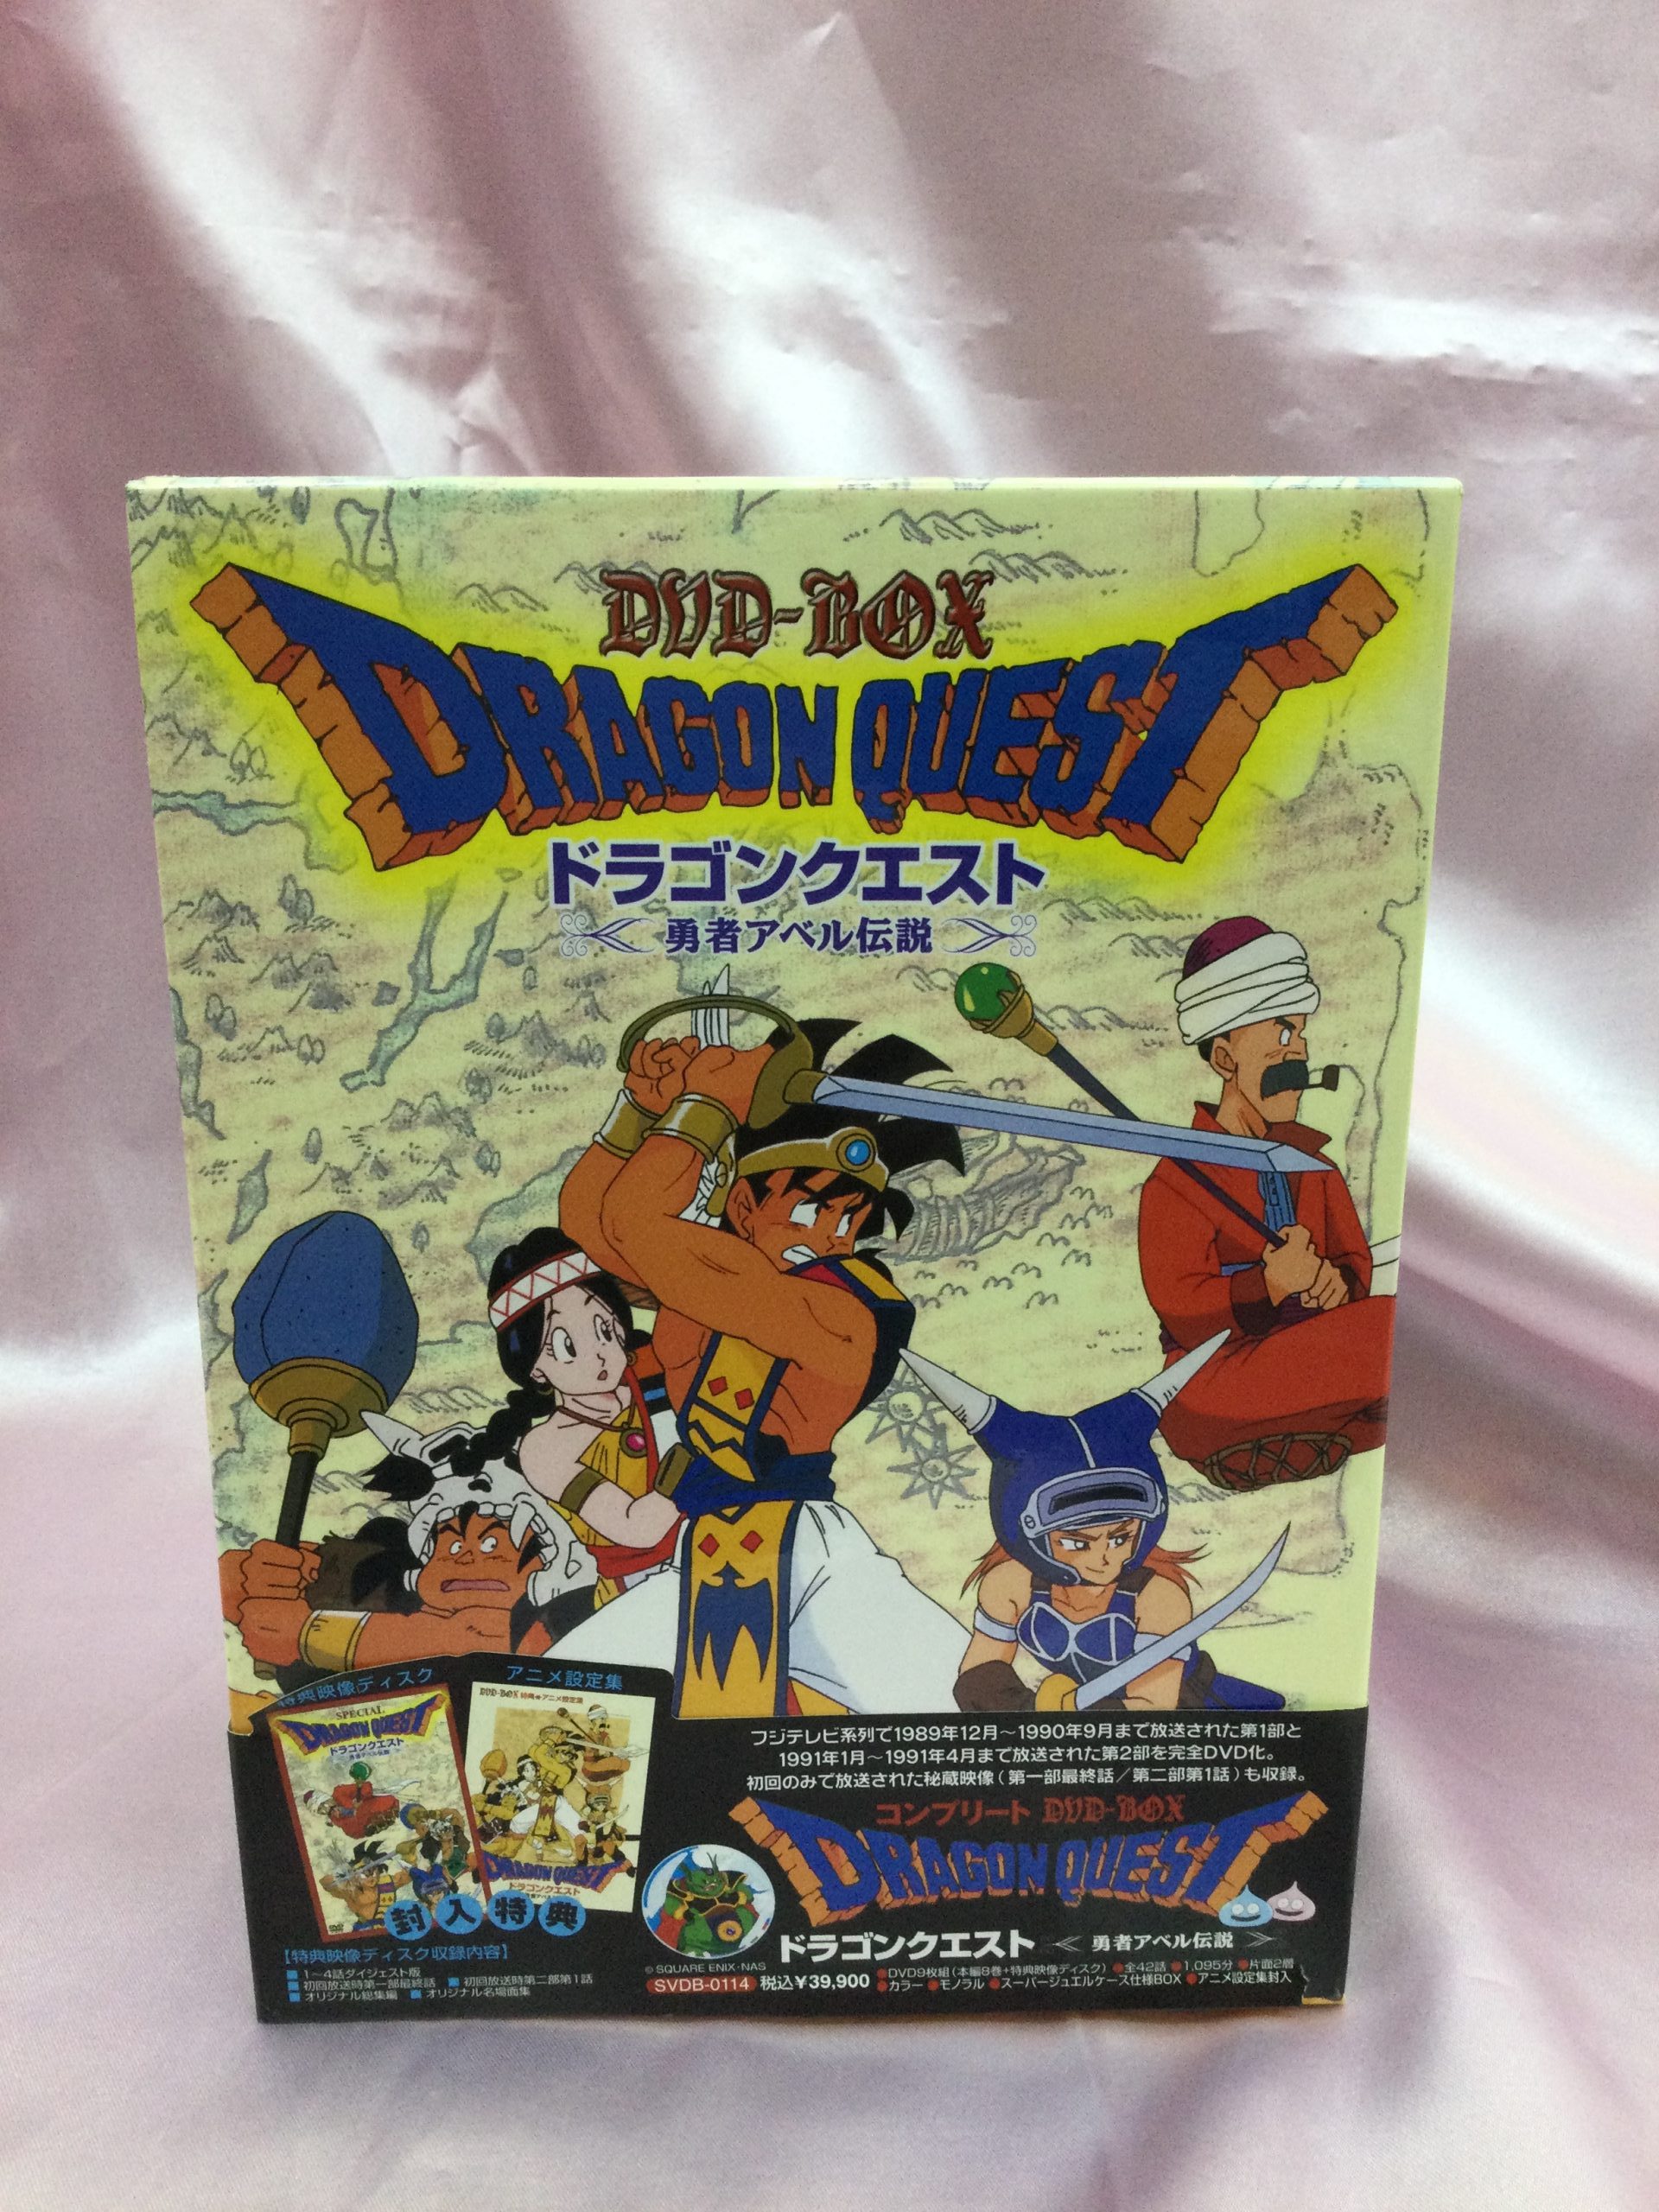 DVD-BOX
DRAGON QUEST
ドラゴンクエスト
勇者アベル伝説
特典映像ディスク
アニメ設定集
SPECIAL
DRAGON QUEST
ドラゴンクエスト
勇者アベル伝説
DVD-BOX 特典 アニメ設定集
DRAGON QUEST
ドラゴンクエスト
封入特典
【特典映像ディスク収録内容】
■1〜4話ダイジェスト版
■初回放送時第一部最終話 ■初回放送時第二部第1話
■オリジナル総集編 ■オリジナル名場面集
フジテレビ系列で1989年12月〜1990年9月まで放送された第1部と
1991年1月〜1991年4月まで放送された第2部を完全DVD化。
初回のみで放送された秘蔵映像（第一部最終話／第二部第1話）も収録。
コンプリート DVD-BOX
DRAGON QUEST
ドラゴンクエスト 勇者アベル伝説
© SQUARE ENIX・NAS
SVDB-0114 税込¥39,900
●DVD9枚組（本編8巻+特典映像ディスク）●全42話 ●1,095分 ●片面2層
●カラー ●モノラル ●スーパージュエルケース仕様BOX ●アニメ設定集封入